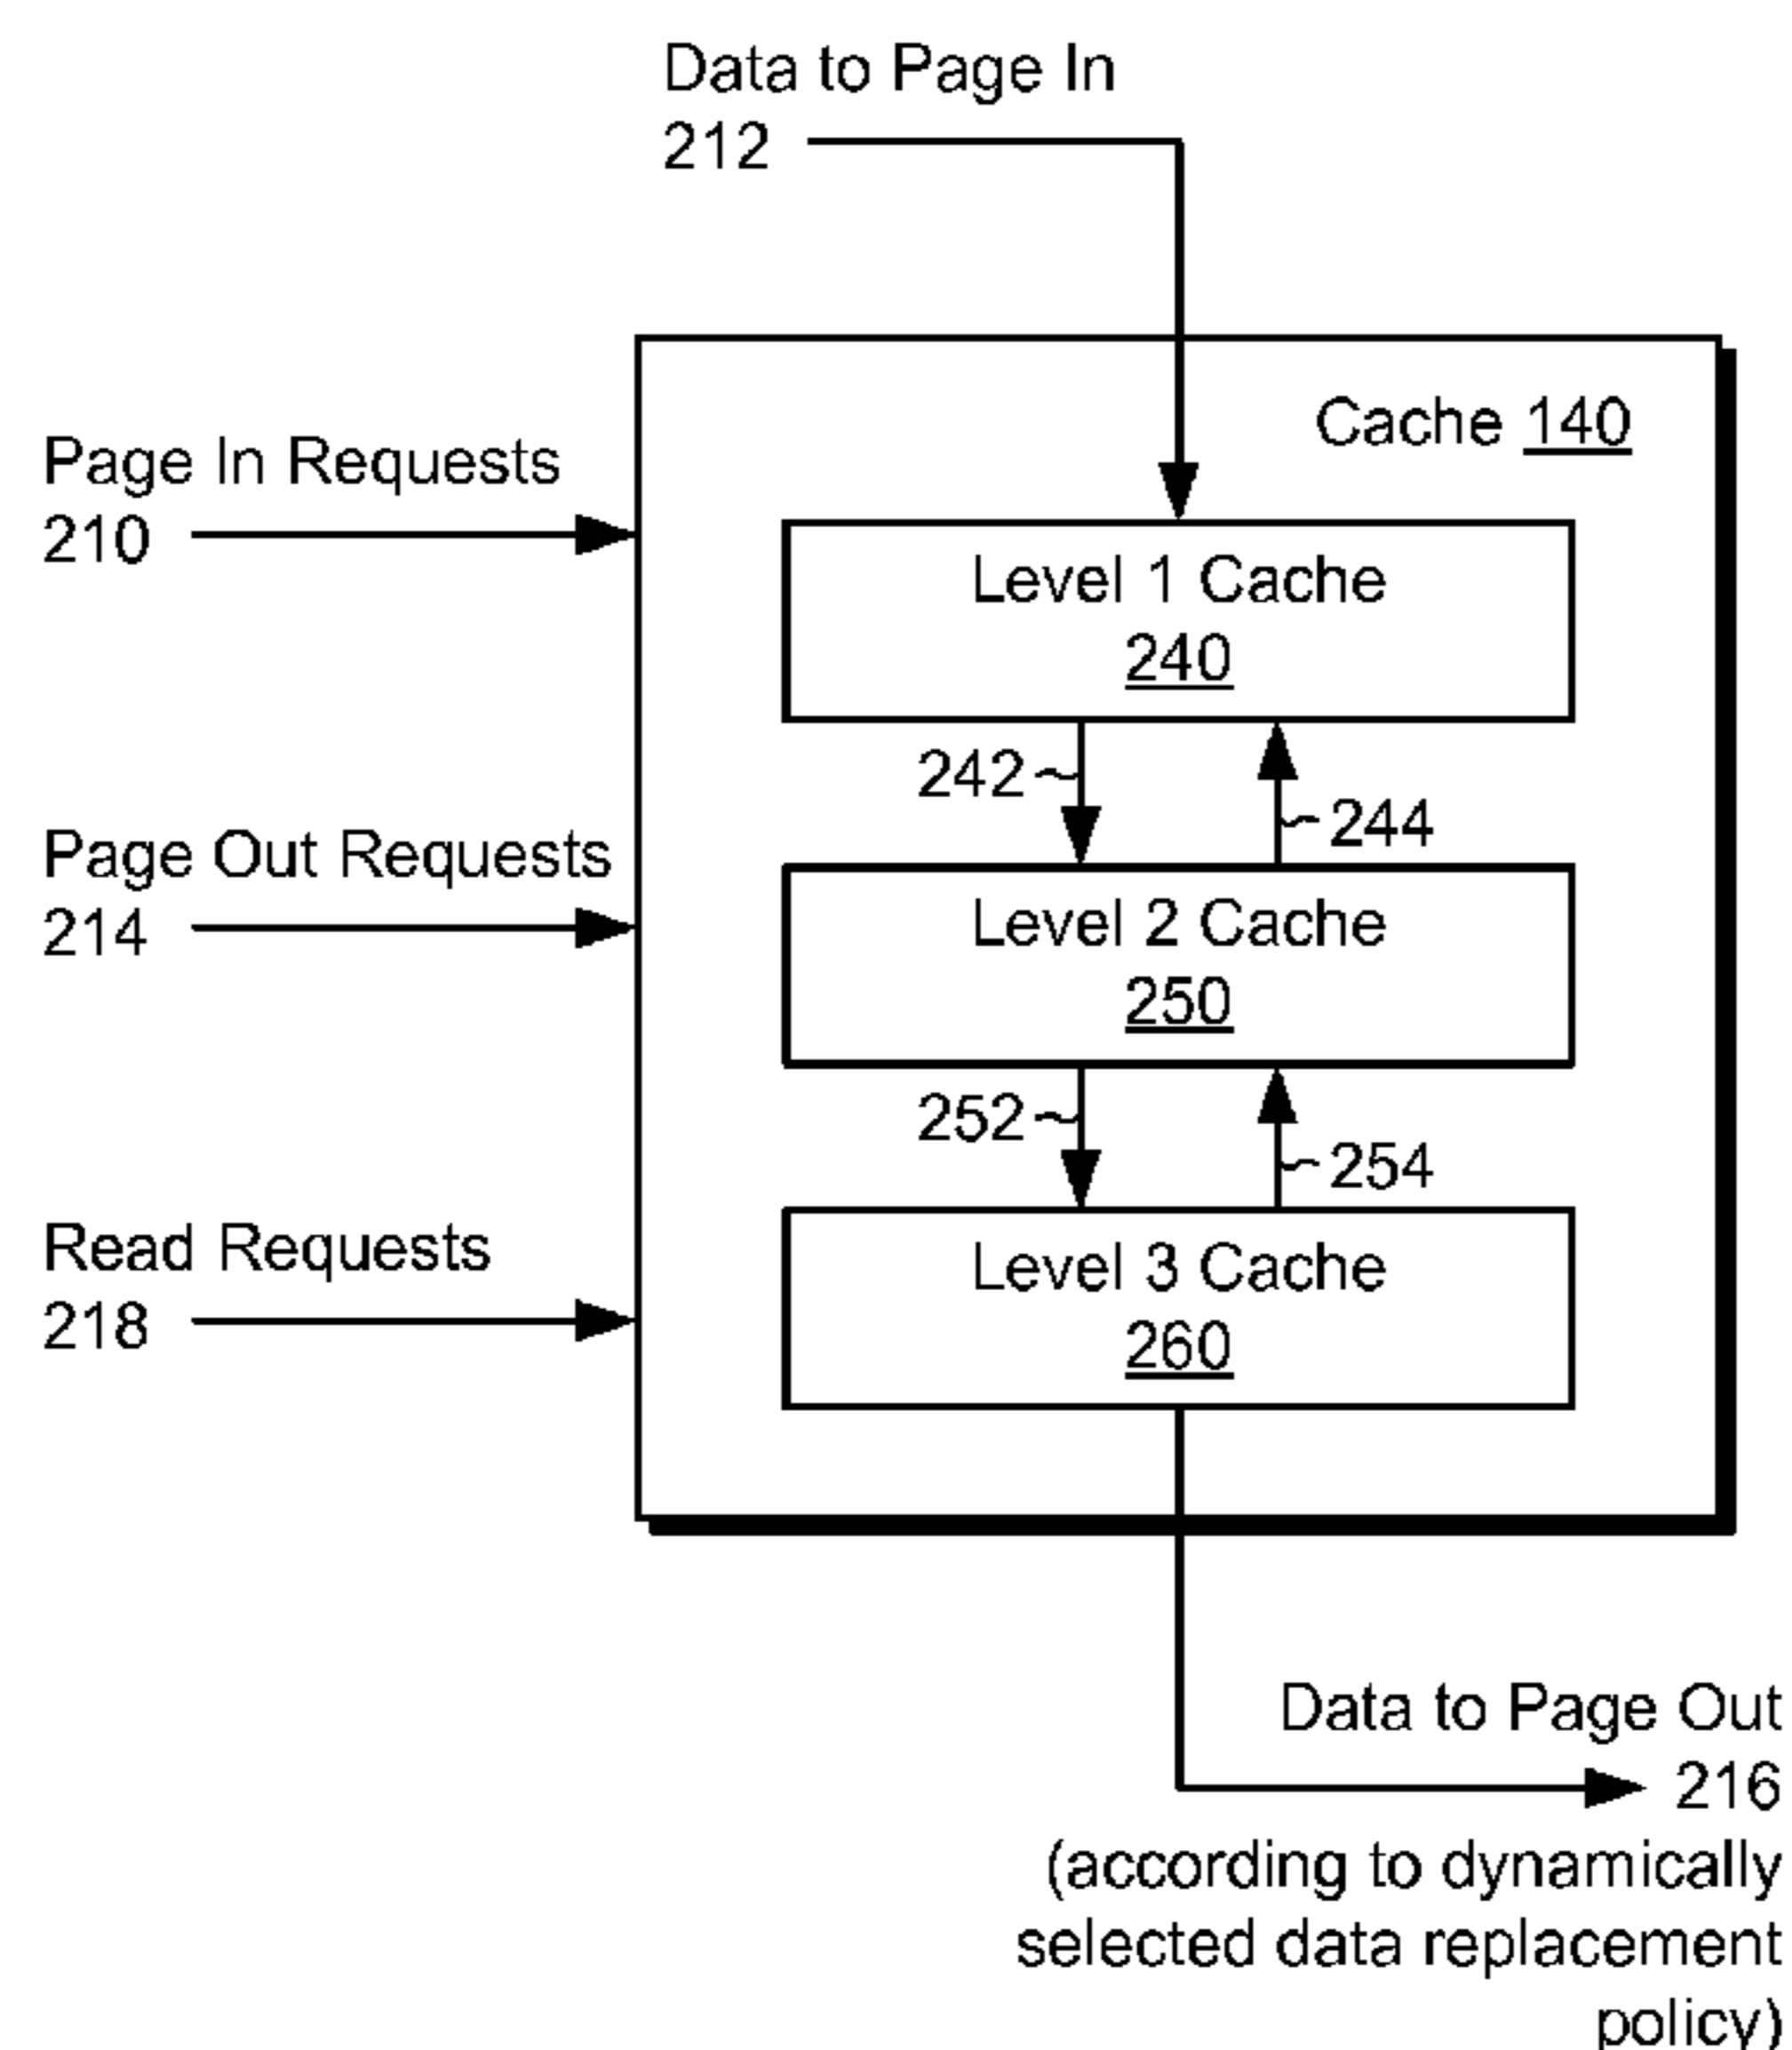 Data to Page In
212
Cache 140
Page In Requests
210
Level 1 Cache
240
242
244
Page Out Requests
214
Level 2 Cache
250
252
254
Read Requests
218
Level 3 Cache
260
Data to Page Out
216
(according to dynamically
selected data replacement
policy)